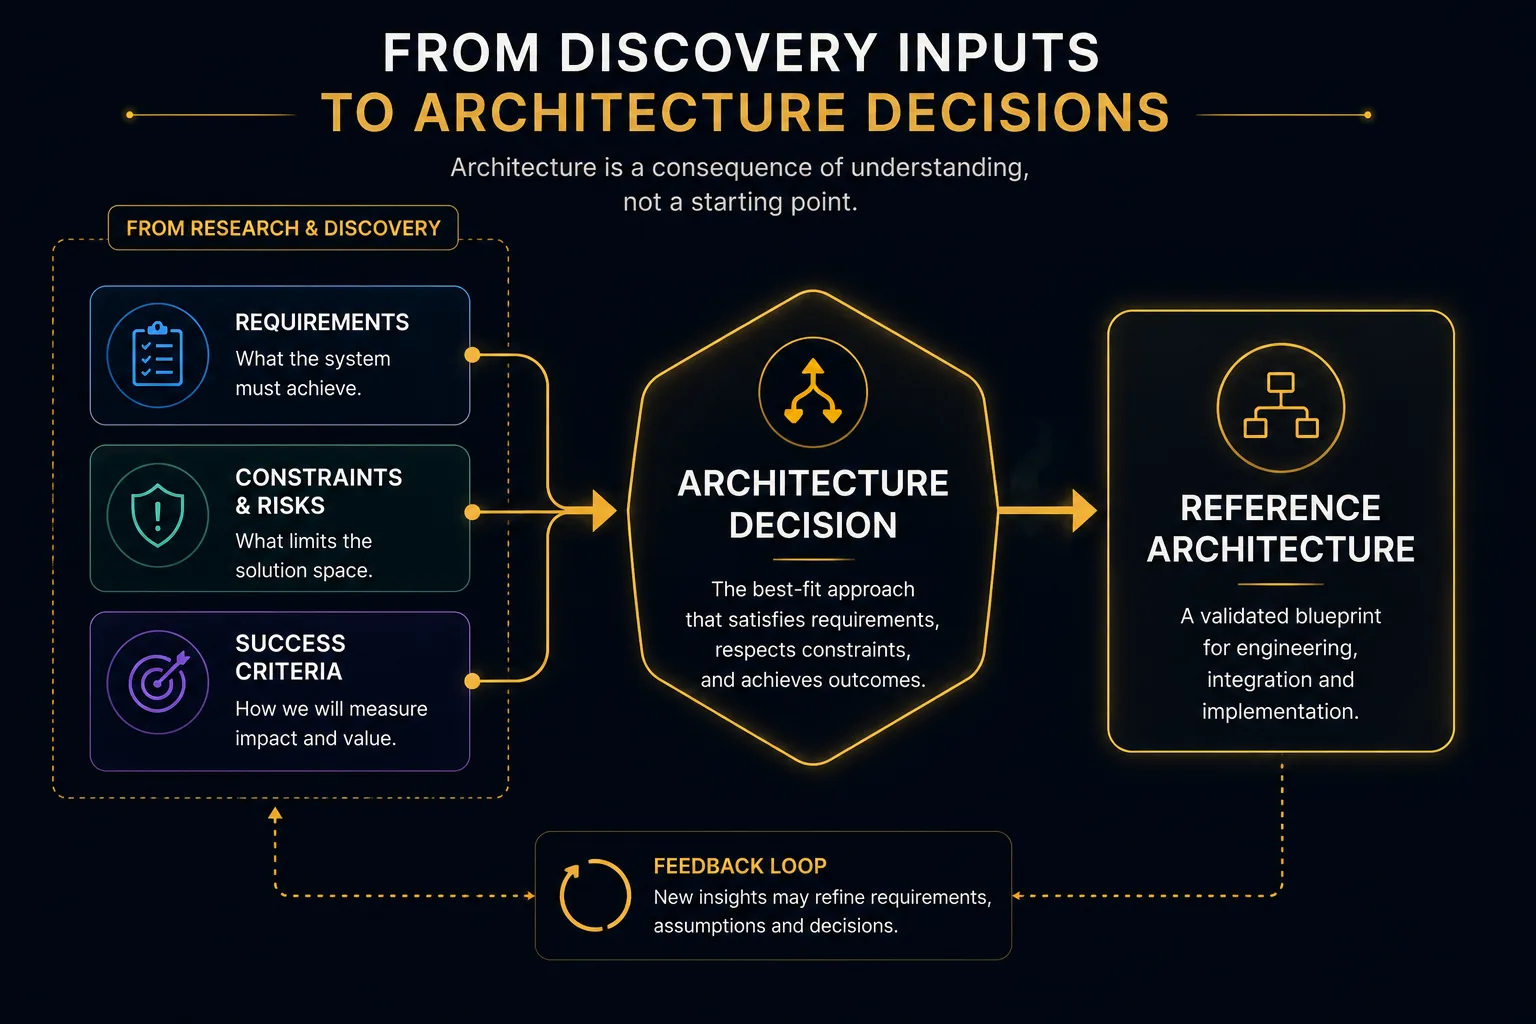 FROM DISCOVERY INPUTS
TO ARCHITECTURE DECISIONS
Architecture is a consequence of understanding,
not a starting point.
FROM RESEARCH & DISCOVERY
REQUIREMENTS
What the system
must achieve.
CONSTRAINTS
& RISKS
What limits the
solution space.
SUCCESS
CRITERIA
How we will measure
impact and value.
ARCHITECTURE
DECISION
The best-fit approach
that satisfies requirements,
respects constraints,
and achieves outcomes.
REFERENCE
ARCHITECTURE
A validated blueprint
for engineering,
integration and
implementation.
FEEDBACK LOOP
New insights may refine requirements,
assumptions and decisions.